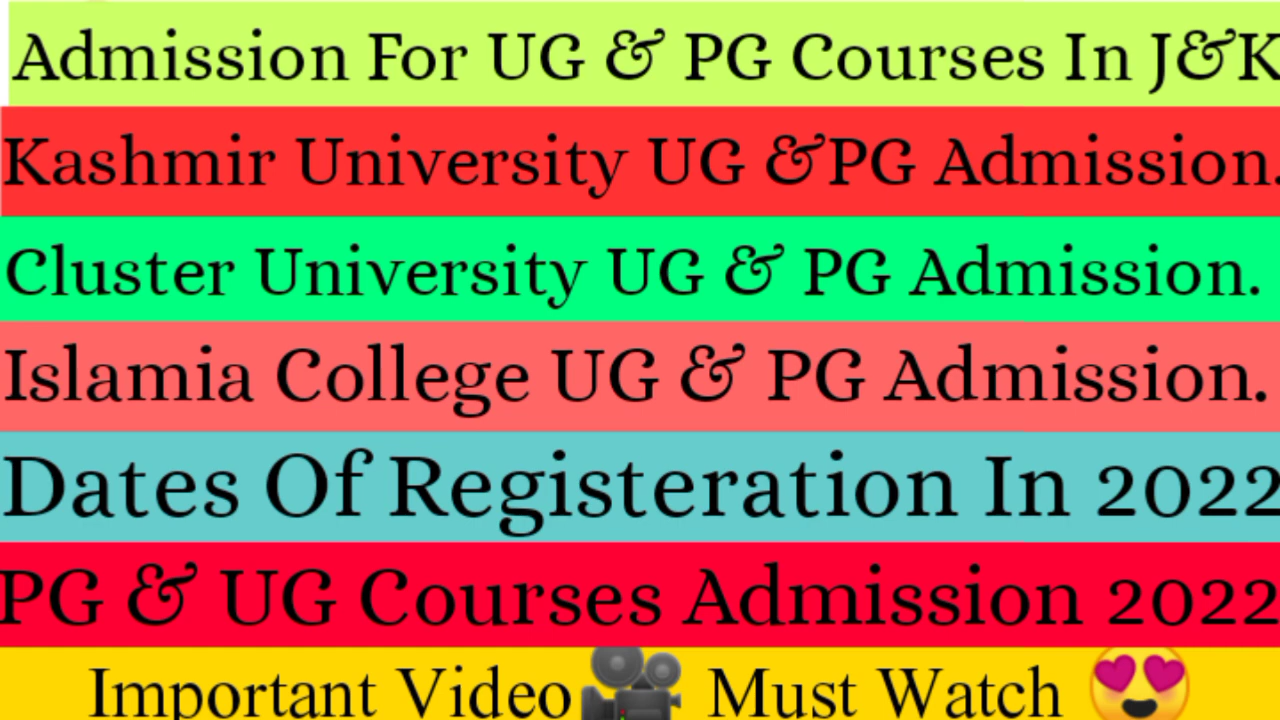 Admission For UG & PG Courses In J&K
Kashmir University UG &PG Admission.
Cluster University UG & PG Admission.
Islamia College UG & PG Admission.
Dates Of Registeration In 2022
PG & UG Courses Admission 2022
Important Video🎥 Must Watch 😍